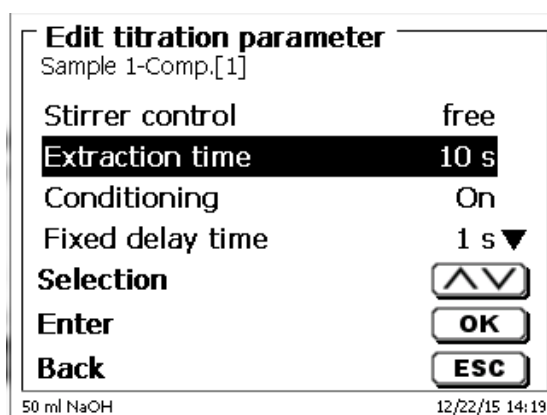 Edit titration parameter
Sample 1-Comp.[1]
Stirrer control free
Extraction time 10 s
Conditioning On
Fixed delay time 1 s▼
Selection ∧∨
Enter OK
Back ESC
50 ml NaOH 12/22/15 14:19